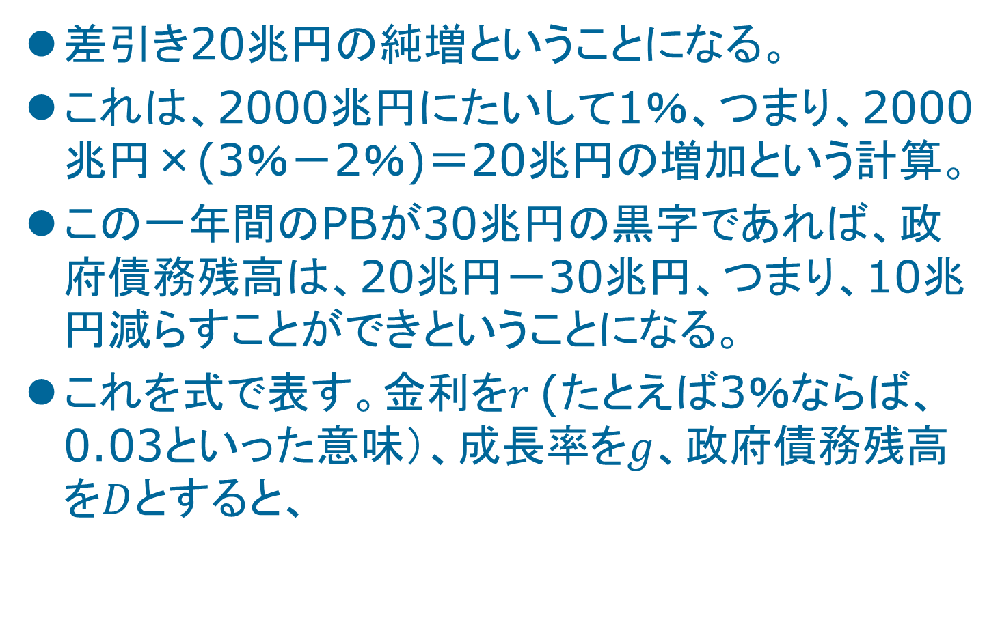 ●差引き20兆円の純増ということになる。
●これは、2000兆円にたいして1%、つまり、2000
兆円×(3%－2%)＝20兆円の増加という計算。
●この一年間のPBが30兆円の黒字であれば、政
府債務残高は、20兆円－30兆円、つまり、10兆
円減らすことができということになる。
●これを式で表す。金利をr (たとえば3%ならば、
0.03といった意味）、成長率をg、政府債務残高
をDとすると、